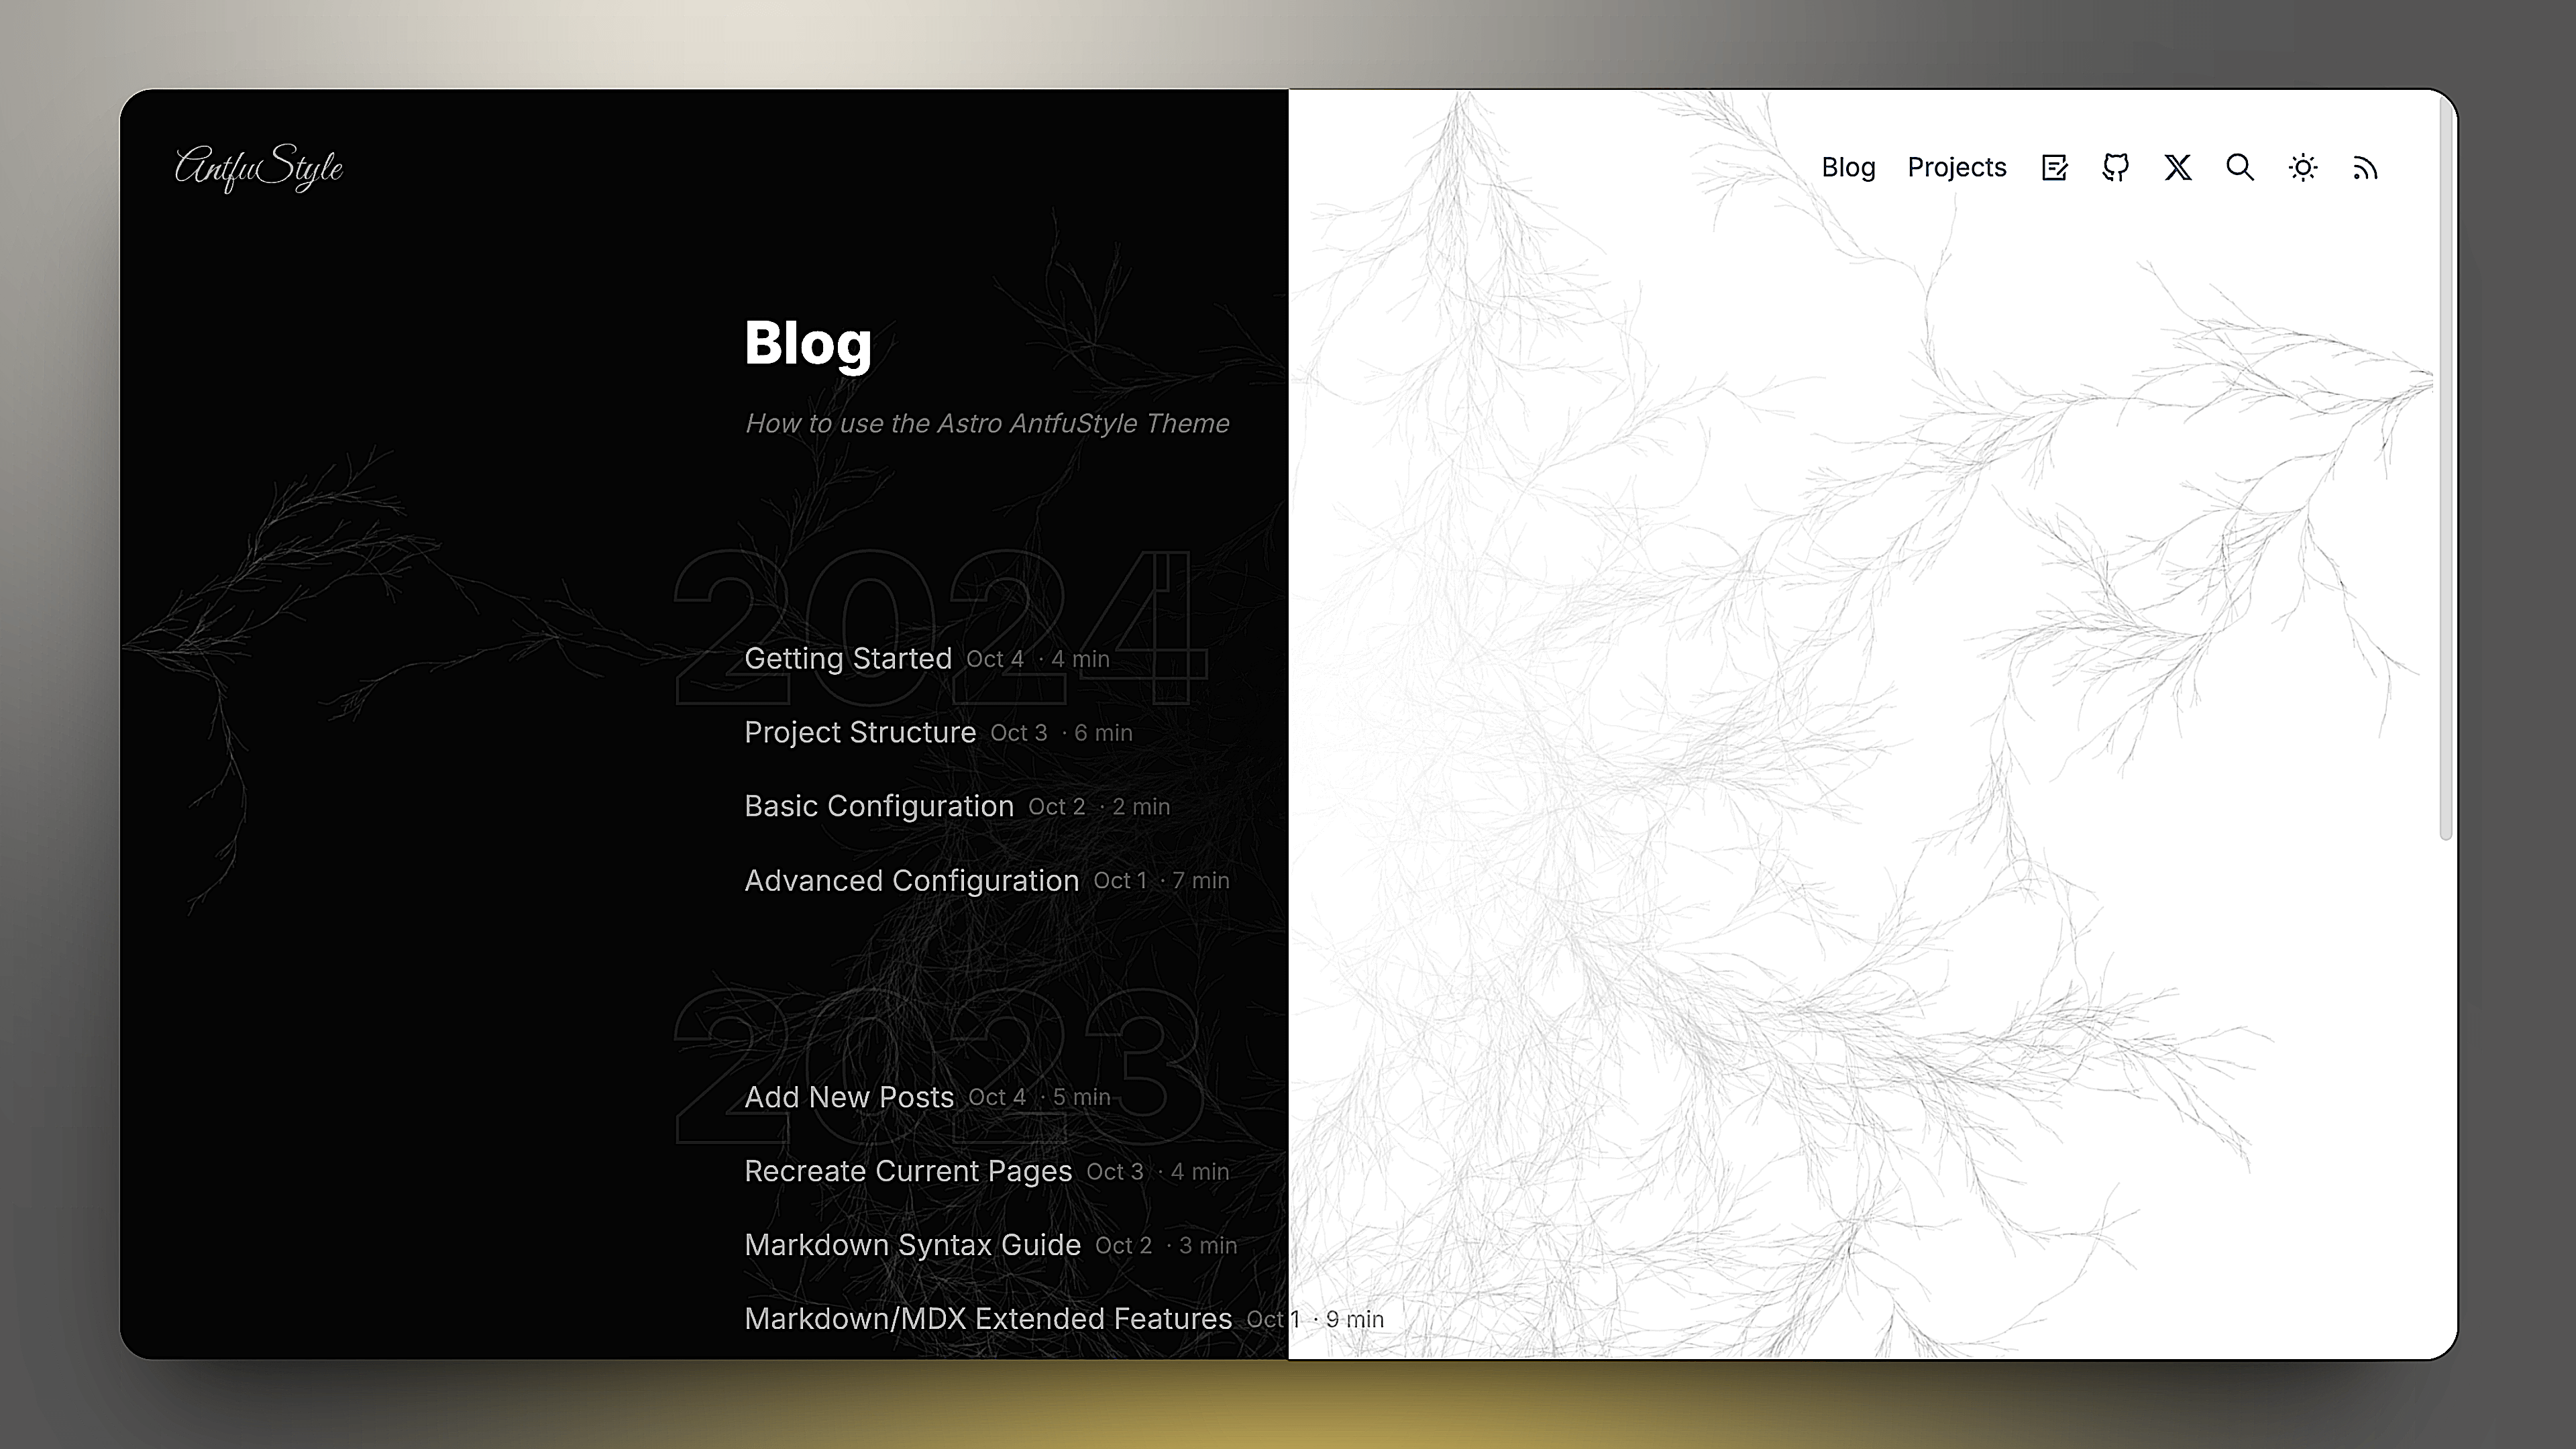 AntfuStyle
Blog Projects
Blog
How to use the Astro AntfuStyle Theme
2024
Getting Started Oct 4 · 4 min
Project Structure Oct 3 · 6 min
Basic Configuration Oct 2 · 2 min
Advanced Configuration Oct 1 · 7 min
2023
Add New Posts Oct 4 · 5 min
Recreate Current Pages Oct 3 · 4 min
Markdown Syntax Guide Oct 2 · 3 min
Markdown/MDX Extended Features Oct 1 · 9 min